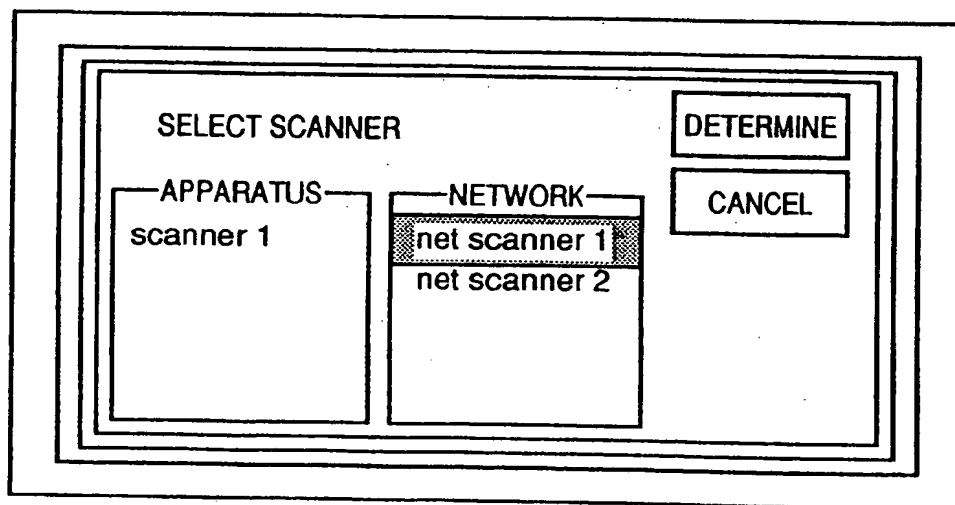 SELECT SCANNER
DETERMINE
CANCEL
APPARATUS
scanner 1
NETWORK
net scanner 1
net scanner 2